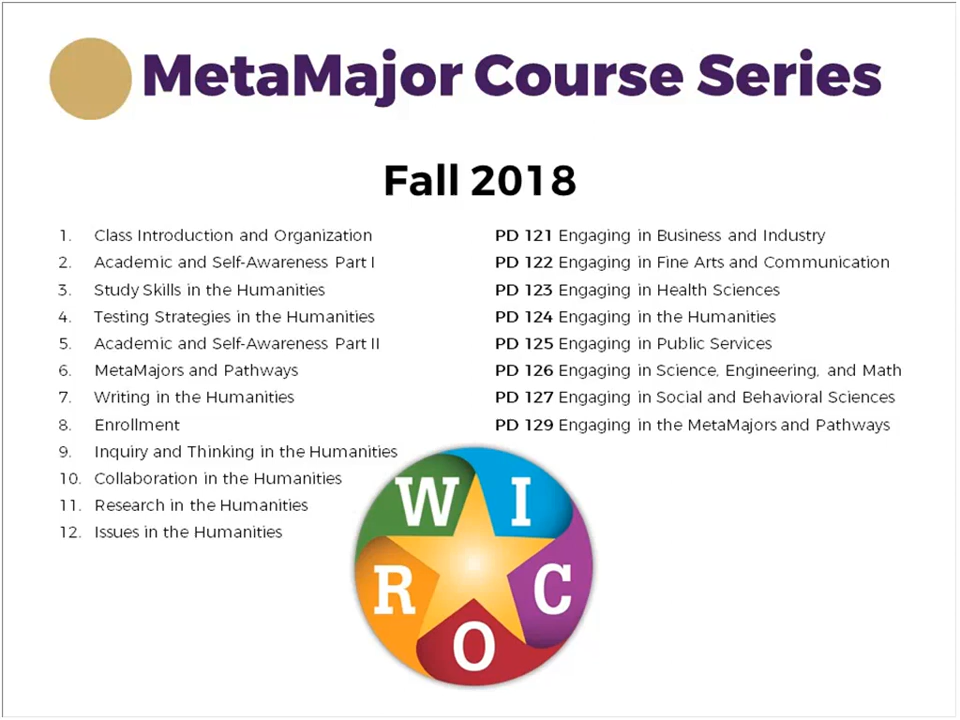 MetaMajor Course Series
Fall 2018
1. Class Introduction and Organization
2. Academic and Self-Awareness Part I
3. Study Skills in the Humanities
4. Testing Strategies in the Humanities
5. Academic and Self-Awareness Part II
6. MetaMajors and Pathways
7. Writing in the Humanities
8. Enrollment
9. Inquiry and Thinking in the Humanities
10. Collaboration in the Humanities
11. Research in the Humanities
12. Issues in the Humanities
PD 121 Engaging in Business and Industry
PD 122 Engaging in Fine Arts and Communication
PD 123 Engaging in Health Sciences
PD 124 Engaging in the Humanities
PD 125 Engaging in Public Services
PD 126 Engaging in Science, Engineering, and Math
PD 127 Engaging in Social and Behavioral Sciences
PD 129 Engaging in the MetaMajors and Pathways
W I C O R